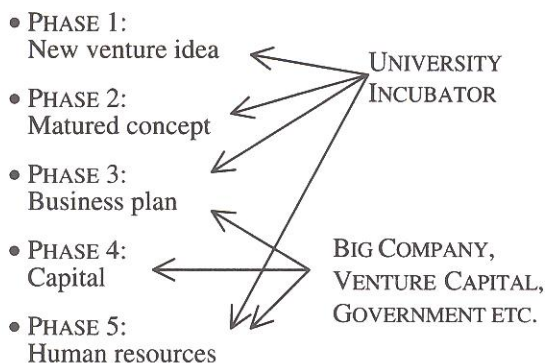 • PHASE 1:
New venture idea
UNIVERSITY
INCUBATOR
• PHASE 2:
Matured concept
• PHASE 3:
Business plan
• PHASE 4:
Capital
BIG COMPANY,
VENTURE CAPITAL,
GOVERNMENT ETC.
• PHASE 5:
Human resources